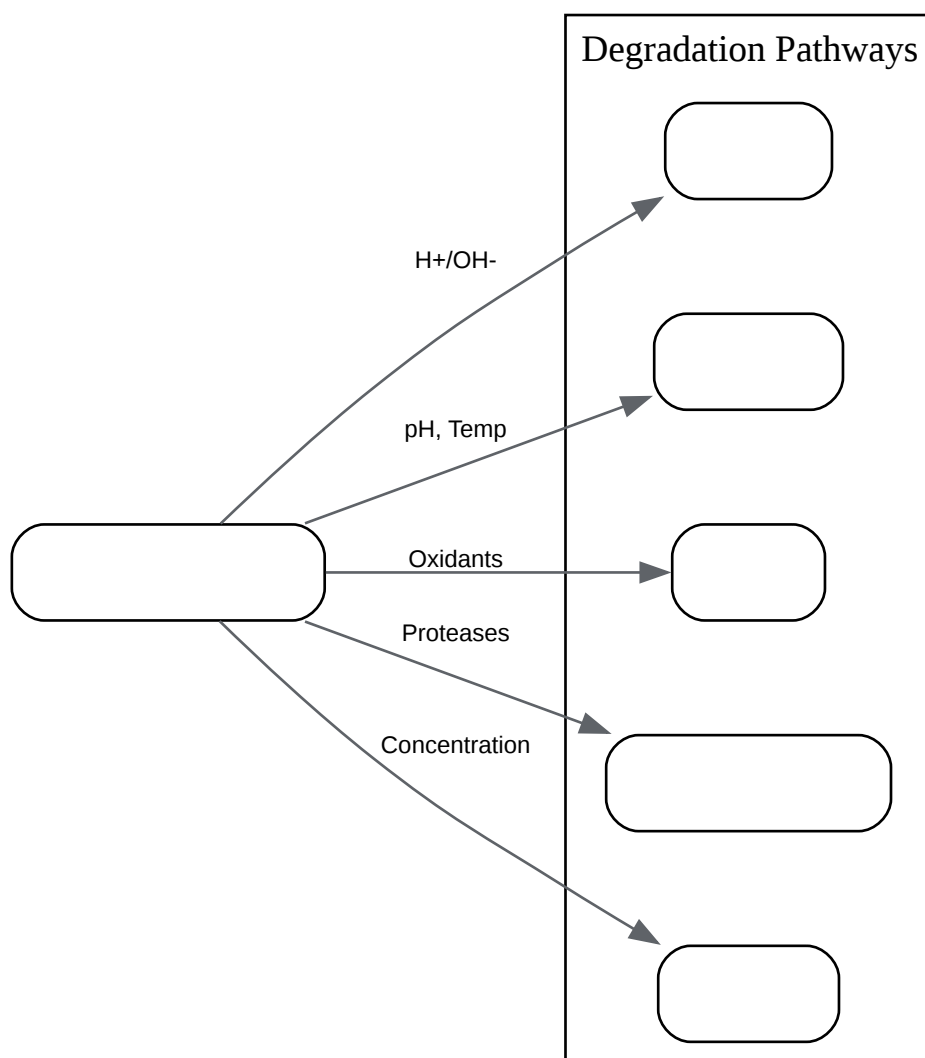 Degradation Pathways
H+/OH-
pH, Temp
Oxidants
Proteases
Concentration